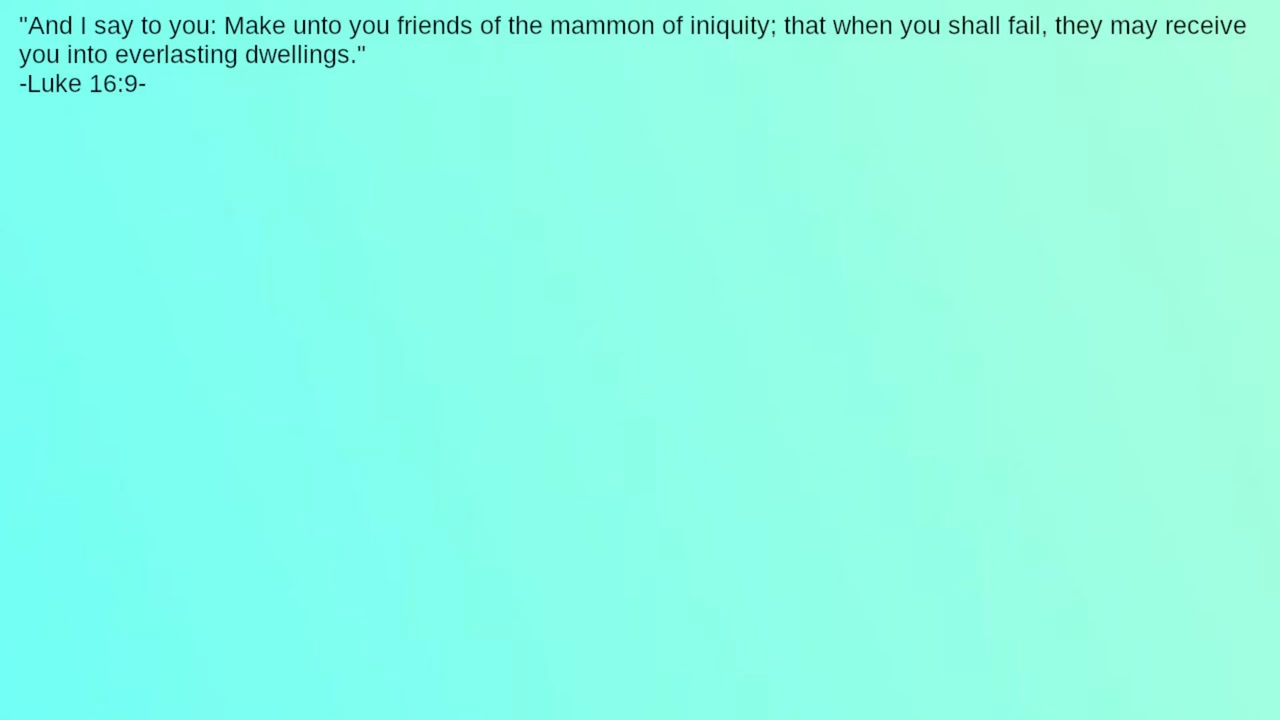 "And I say to you: Make unto you friends of the mammon of iniquity; that when you shall fail, they may receive
you into everlasting dwellings."
-Luke 16:9-